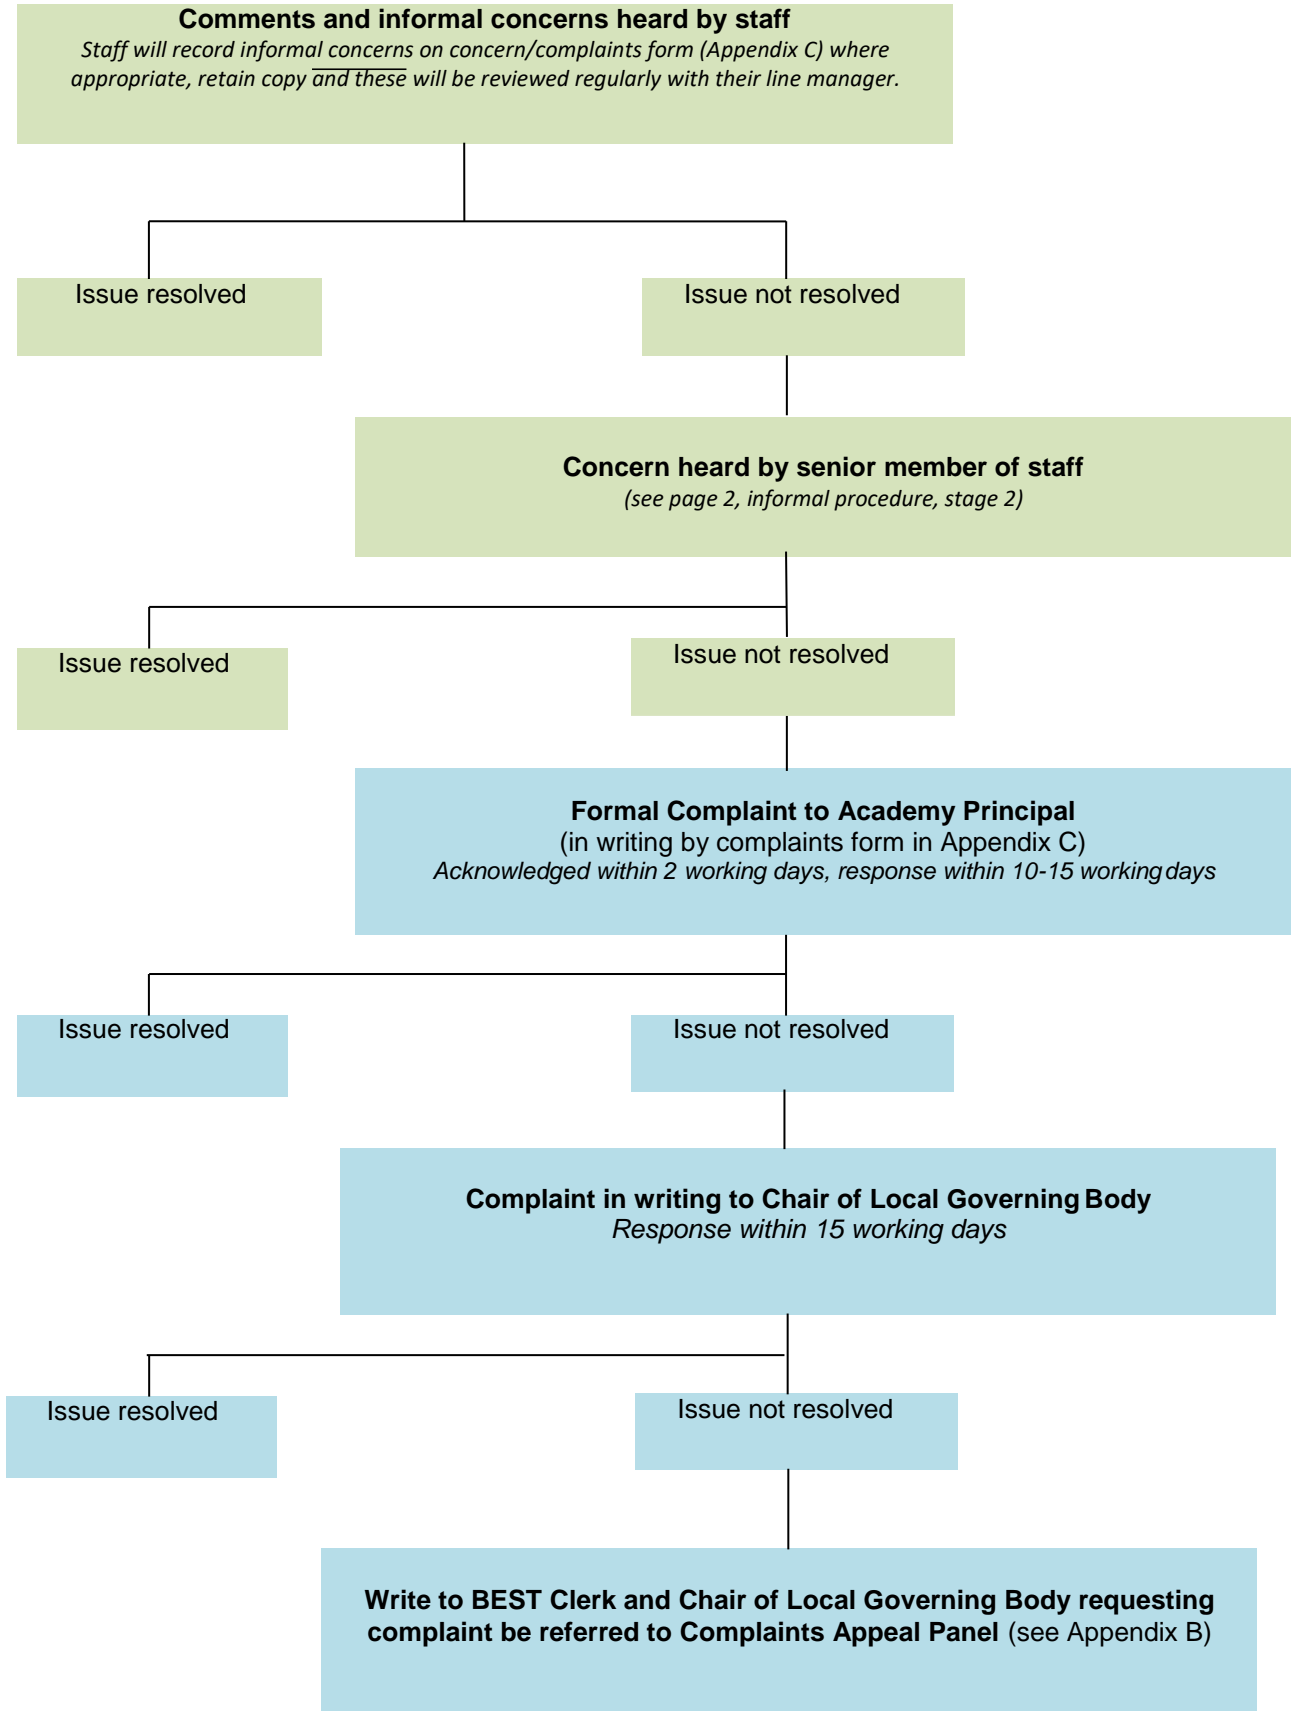 Comments and informal concerns heard by staff
Staff will record informal concerns on concern/complaints form (Appendix C) where
appropriate, retain copy and these will be reviewed regularly with their line manager.
Issue resolved
Issue not resolved
Concern heard by senior member of staff
(see page 2, informal procedure, stage 2)
Issue resolved
Issue not resolved
Formal Complaint to Academy Principal
(in writing by complaints form in Appendix C)
Acknowledged within 2 working days, response within 10-15 working days
Issue resolved
Issue not resolved
Complaint in writing to Chair of Local Governing Body
Response within 15 working days
Issue resolved
Issue not resolved
Write to BEST Clerk and Chair of Local Governing Body requesting
complaint be referred to Complaints Appeal Panel (see Appendix B)